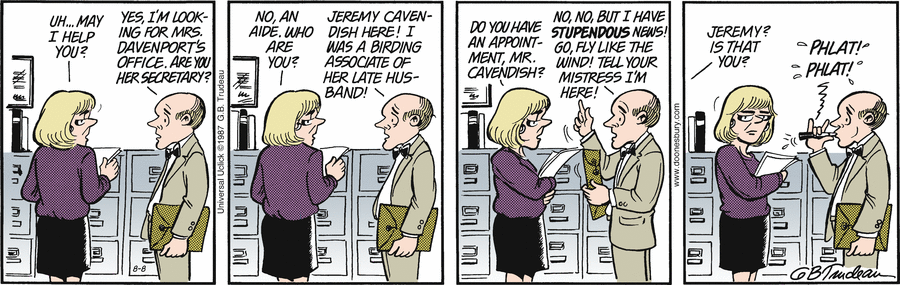 UH... MAY
I HELP
YOU?
YES, I'M LOOK-
ING FOR MRS.
DAVENPORT'S
OFFICE. ARE YOU
HER SECRETARY?
8-8
Universal Uclick ©1987 G.B. Trudeau
NO, AN
AIDE. WHO
ARE
YOU?
JEREMY CAVEN-
DISH HERE! I
WAS A BIRDING
ASSOCIATE OF
HER LATE HUS-
BAND!
DO YOU HAVE
AN APPOINT-
MENT, MR.
CAVENDISH?
NO, NO, BUT I HAVE
STUPENDOUS NEWS!
GO, FLY LIKE THE
WIND! TELL YOUR
MISTRESS I'M
HERE!
www.doonesbury.com
JEREMY?
IS THAT
YOU?
PHLAT!
PHLAT!
GBTrudeau